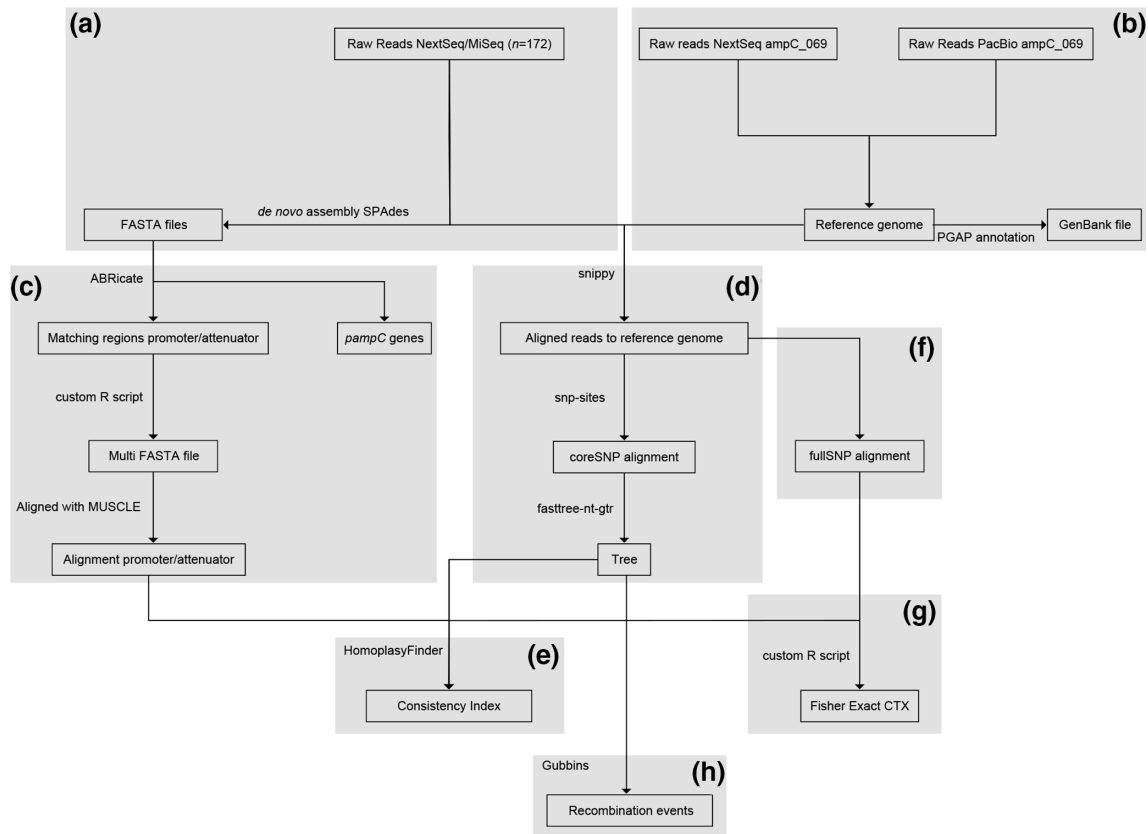 (a)
Raw Reads NextSeq/MiSeq (n=172)
(b)
Raw reads NextSeq ampC_069
Raw Reads PacBio ampC_069
de novo assembly SPAdes
FASTA files
Reference genome
PGAP annotation
GenBank file
(c)
ABRicate
Matching regions promoter/attenuator
pampC genes
custom R script
Multi FASTA file
Aligned with MUSCLE
Alignment promoter/attenuator
(d)
snippy
Aligned reads to reference genome
snp-sites
coreSNP alignment
fasttree-nt-gtr
Tree
(f)
fullSNP alignment
(e)
HomoplasyFinder
Consistency Index
(g)
custom R script
Fisher Exact CTX
(h)
Gubbins
Recombination events